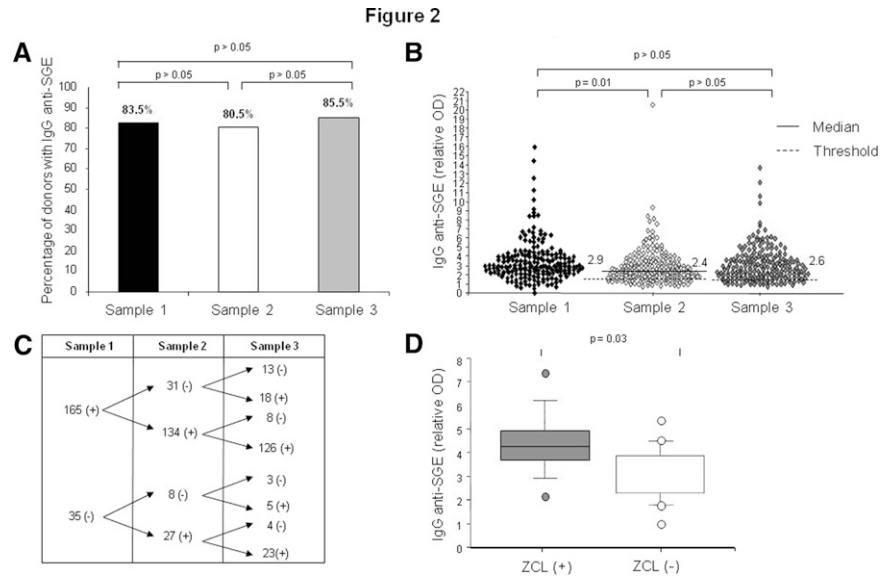 Figure 2
A
p > 0.05
p > 0.05
p > 0.05
Percentage of donors with IgG anti-SGE
100
90
80
70
60
50
40
30
20
10
0
83.5%
80.5%
85.5%
Sample 1
Sample 2
Sample 3
B
p > 0.05
p = 0.01
p > 0.05
IgG anti-SGE (relative OD)
22
21
20
19
18
17
16
15
14
13
12
11
10
9
8
7
6
5
4
3
2
1
0
Median
Threshold
2.9
2.4
2.6
Sample 1
Sample 2
Sample 3
C
Sample 1 Sample 2 Sample 3
13 (-)
31 (-)
18 (+)
165 (+)
8 (-)
134 (+)
126 (+)
3 (-)
8 (-)
5 (+)
35 (-)
4 (-)
27 (+)
23(+)
D
p = 0.03
IgG anti-SGE (relative OD)
8
7
6
5
4
3
2
1
0
ZCL (+)
ZCL (-)